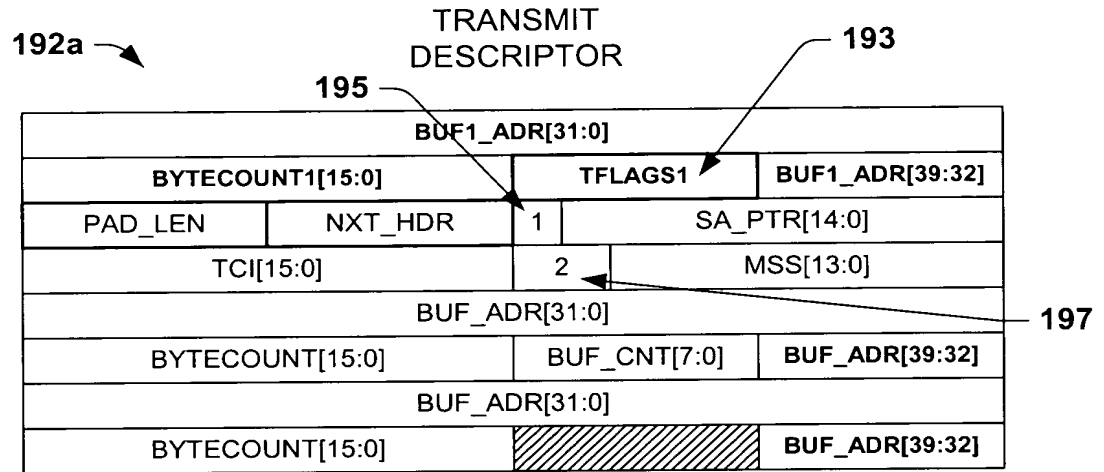 TRANSMIT
DESCRIPTOR
192a
193
195
BUF1_ADR[31:0]
BYTECOUNT1[15:0] TFLAGS1 BUF1_ADR[39:32]
PAD_LEN NXT_HDR 1 SA_PTR[14:0]
TCI[15:0] 2 MSS[13:0]
BUF_ADR[31:0]
197
BYTECOUNT[15:0] BUF_CNT[7:0] BUF_ADR[39:32]
BUF_ADR[31:0]
BYTECOUNT[15:0] BUF_ADR[39:32]